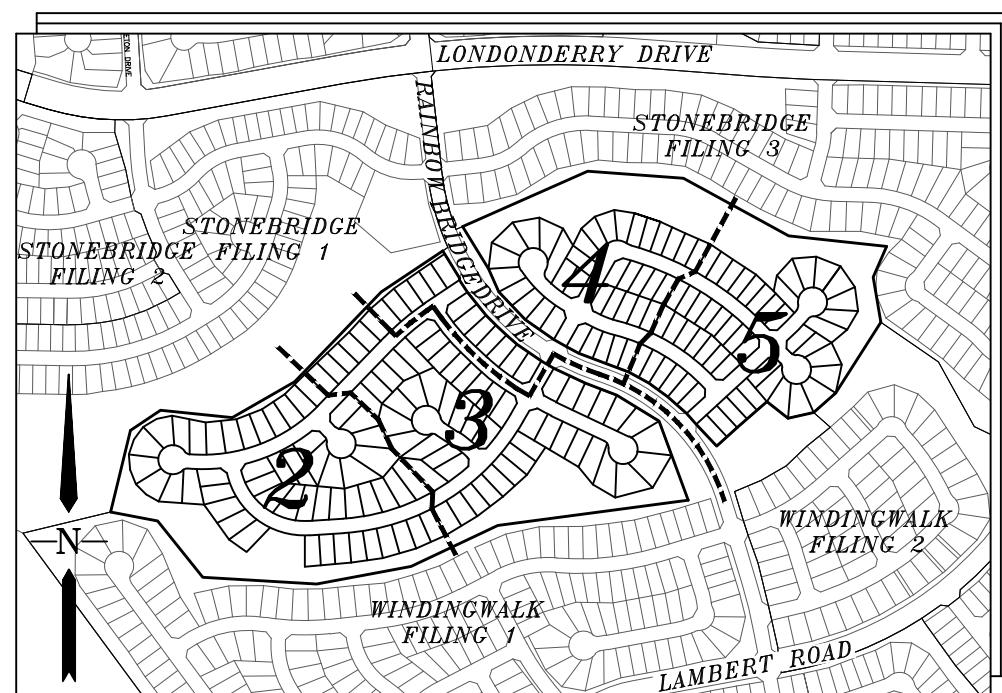 LONDONDERRY DRIVE
RAINBOW BRIDGE DRIVE
STONEBRIDGE
FILING 3
STONEBRIDGE
FILING 1
STONEBRIDGE
FILING 2
4
5
3
2
N
WINDINGWALK
FILING 2
WINDINGWALK
FILING 1
LAMBERT ROAD